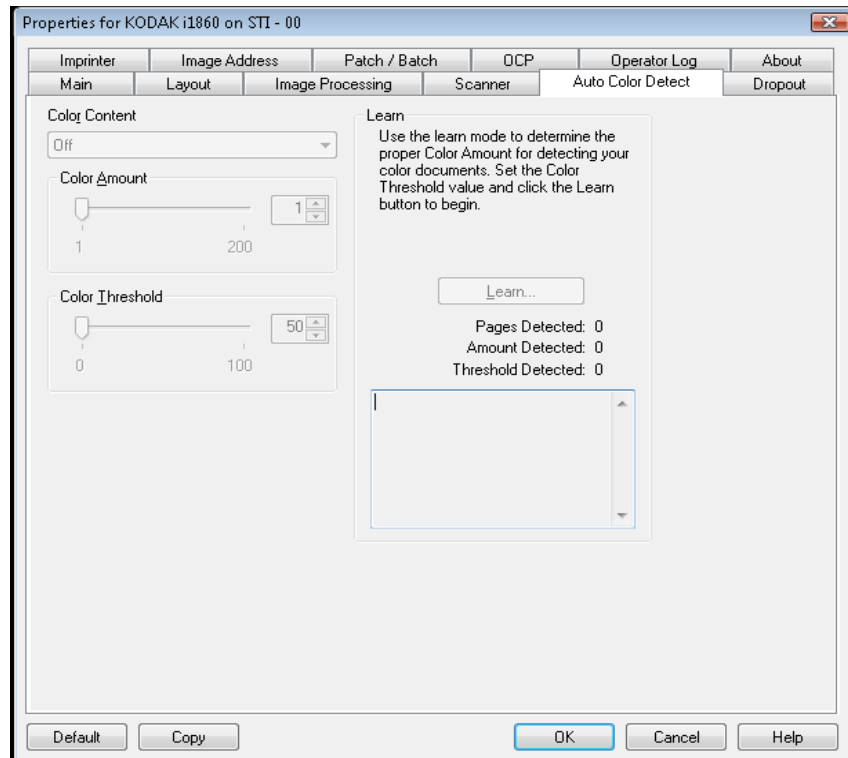 Properties for KODAK i1860 on STI - 00
Imprinter Image Address Patch / Batch OCP Operator Log About
Main Layout Image Processing Scanner Auto Color Detect Dropout
Color Content
Off
Color Amount
1
1 200
Color Threshold
50
0 100
Learn
Use the learn mode to determine the
proper Color Amount for detecting your
color documents. Set the Color
Threshold value and click the Learn
button to begin.
Learn...
Pages Detected: 0
Amount Detected: 0
Threshold Detected: 0
Default Copy OK Cancel Help